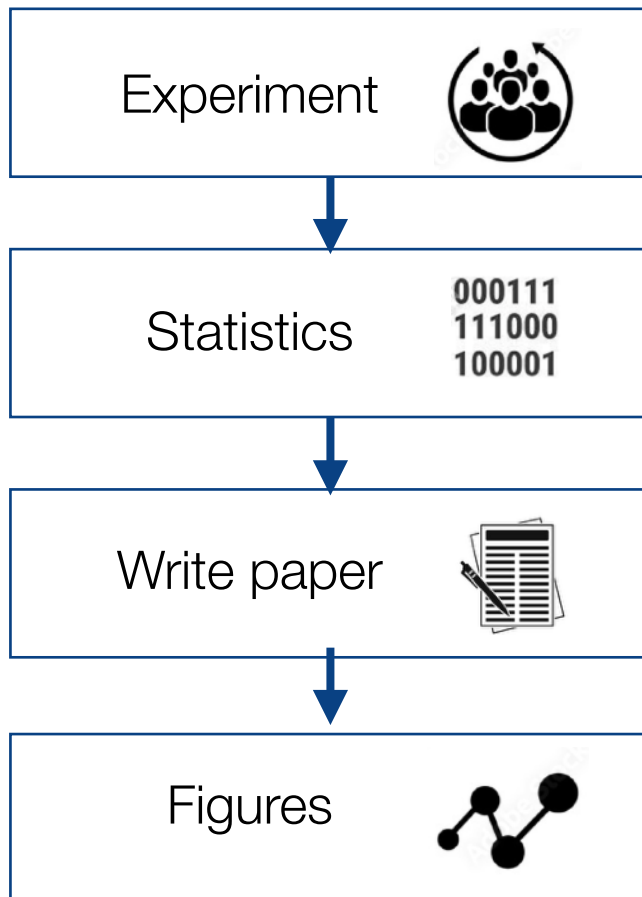 Experiment
Statistics
000111
111000
100001
Write paper
Figures